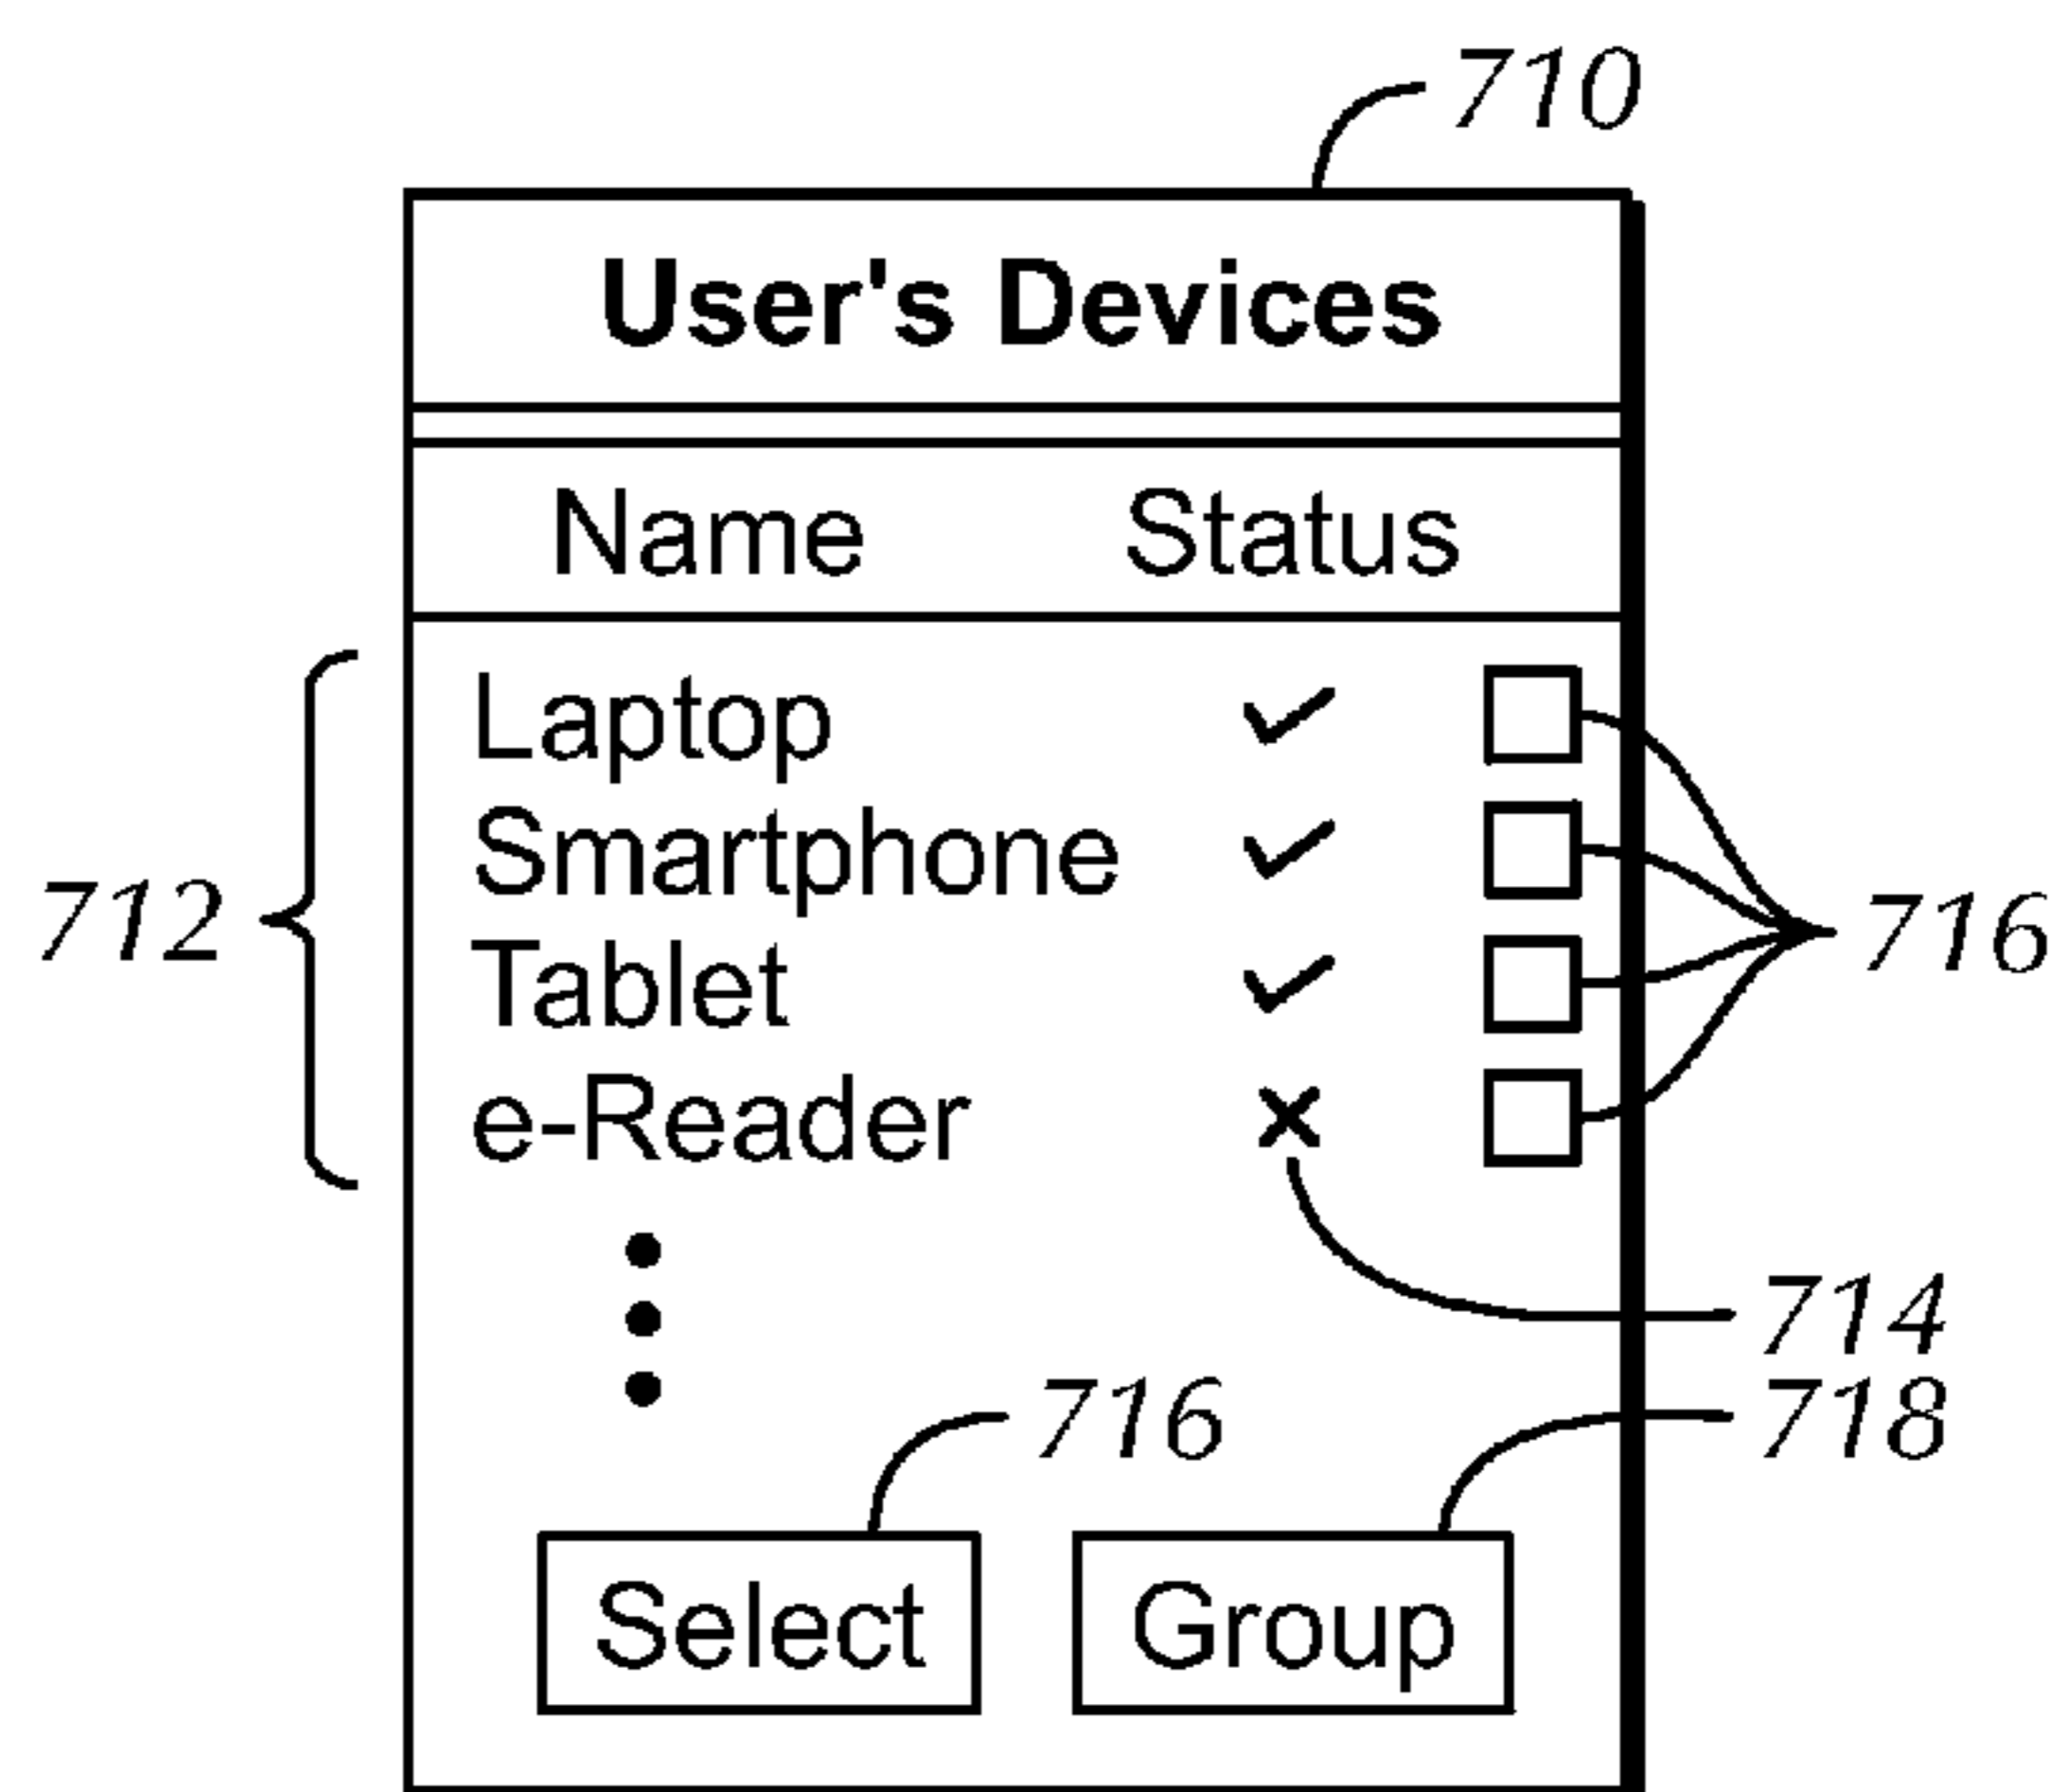 710
User's Devices
Name Status
Laptop ✓
Smartphone ✓
712 716
Tablet ✓
e-Reader ×
714
716 718
Select Group